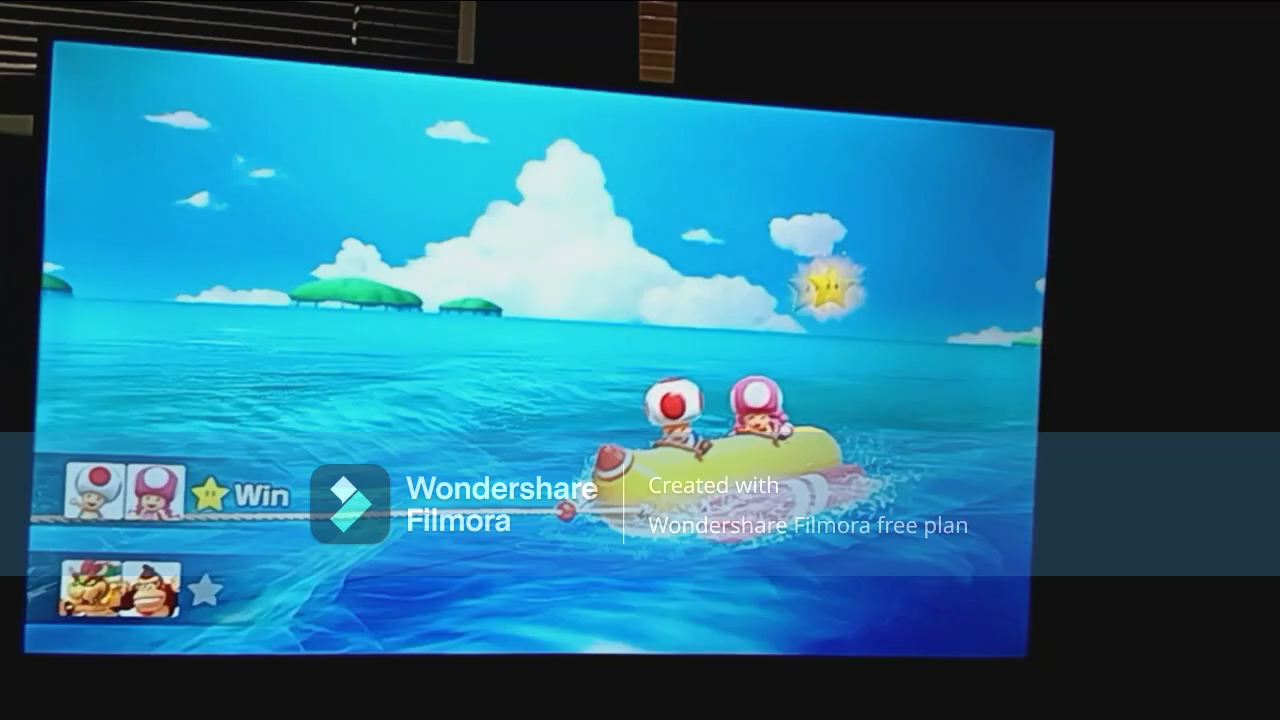 Win
Wondershare
Filmora
Created with
Wondershare Filmora free plan